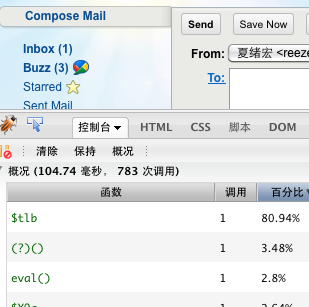 Compose Mail
Send Save Now
Inbox (1)
From: 夏绪宏 <reeze
Buzz (3)
To:
Starred
Sent Mail
控制台 HTML CSS 脚本 DOM
清除 保持 概况
概况 (104.74 毫秒, 783 次调用)
函数 调用 百分比
$tlb 1 80.94%
(?)() 1 3.48%
eval() 1 2.8%